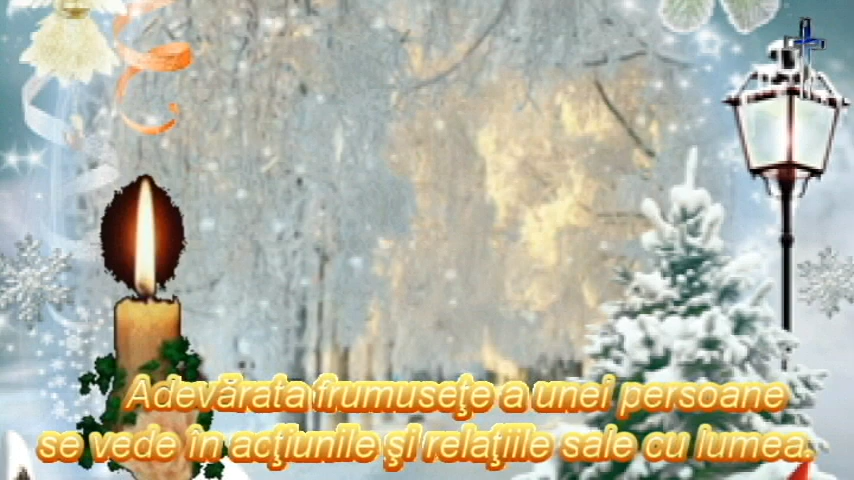 Adevărata frumuseţe a unei persoane
se vede în acţiunile şi relaţiile sale cu lumea.